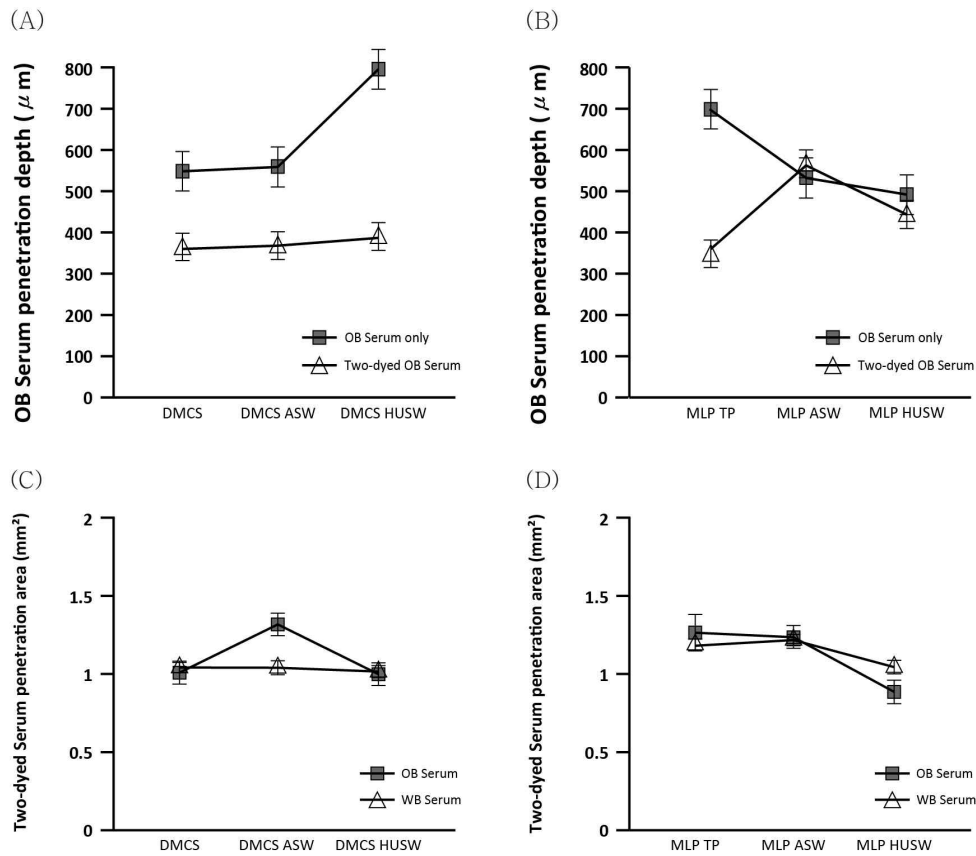 (A)
OB Serum penetration depth ( μ m)
800
700
600
500
400
300
200
100
0
OB Serum only
Two-dyed OB Serum
DMCS
DMCS ASW
DMCS HUSW
(B)
OB Serum penetration depth ( μ m)
800
700
600
500
400
300
200
100
0
OB Serum only
Two-dyed OB Serum
MLP TP
MLP ASW
MLP HUSW
(C)
Two-dyed Serum penetration area (mm²)
2
1.5
1
0.5
0
OB Serum
WB Serum
DMCS
DMCS ASW
DMCS HUSW
(D)
Two-dyed Serum penetration area (mm²)
2
1.5
1
0.5
0
OB Serum
WB Serum
MLP TP
MLP ASW
MLP HUSW